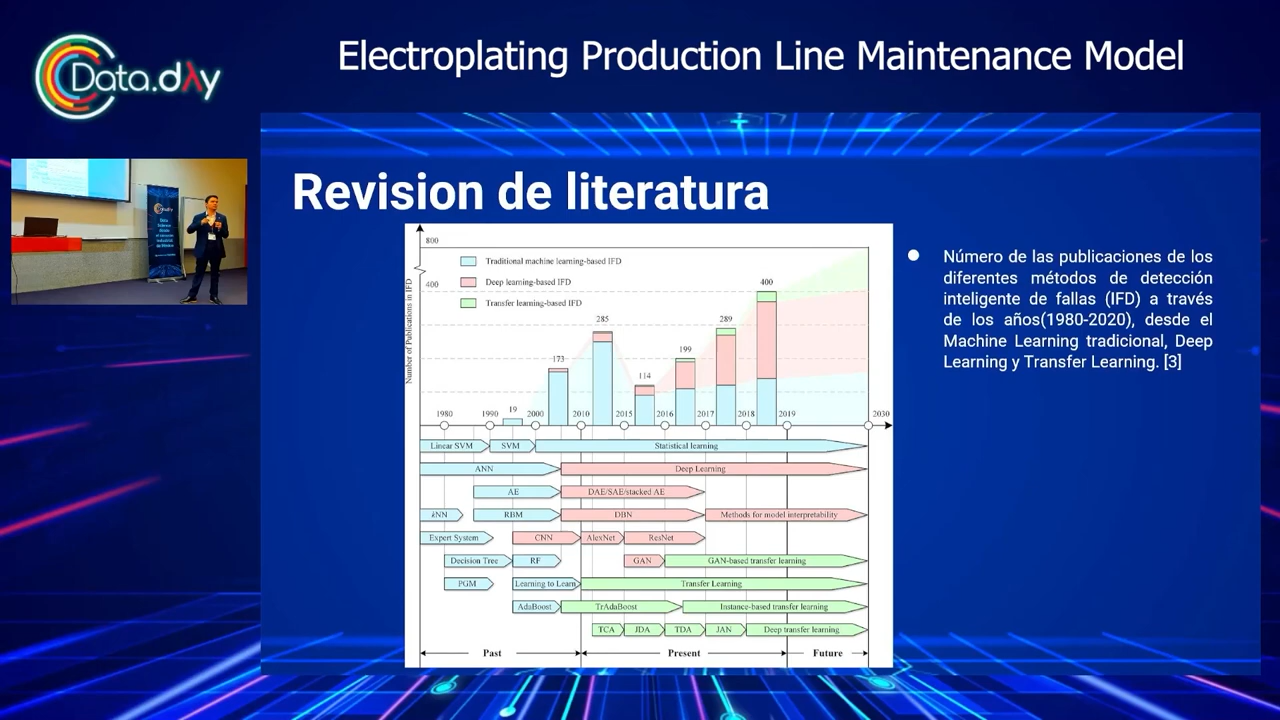 Data.dλy
Electroplating Production Line Maintenance Model
Revision de literatura
800
Traditional machine learning-based IFD
Deep learning-based IFD
Transfer learning-based IFD
Number of Publications in IFD
400
400
289
285
199
173
114
19
1980
1990
2000
2010
2015
2016
2017
2018
2019
2030
Linear SVM
SVM
Statistical learning
ANN
Deep Learning
AE
DAE/SAE/stacked AE
kNN
RBM
DBN
Methods for model interpretability
Expert System
CNN
AlexNet
ResNet
Decision Tree
RF
GAN
GAN-based transfer learning
PGM
Learning to Learn
Transfer Learning
AdaBoost
TrAdaBoost
Instance-based transfer learning
TCA
JDA
TDA
JAN
Deep transfer learning
Past
Present
Future
Número de las publicaciones de los
diferentes métodos de detección
inteligente de fallas (IFD) a través
de los años(1980-2020), desde el
Machine Learning tradicional, Deep
Learning y Transfer Learning. [3]